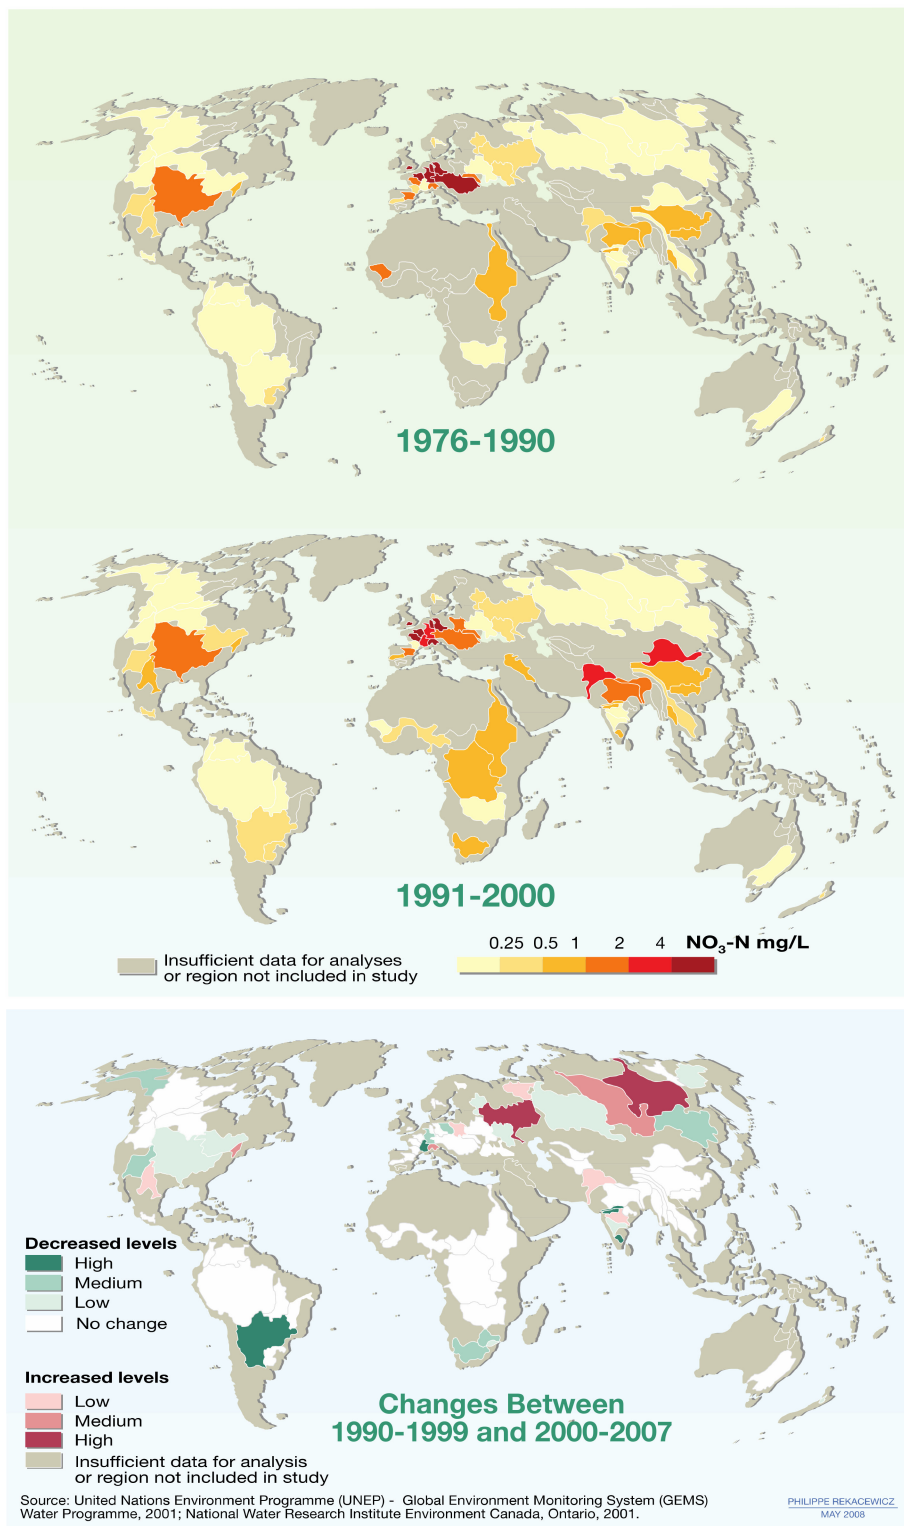 1976-1990
1991-2000
0.25 0.5 1 2 4 NO3-N mg/L
Insufficient data for analyses
or region not included in study
Decreased levels
High
Medium
Low
No change
Increased levels
Low
Medium
High
Insufficient data for analysis
or region not included in study
Changes Between
1990-1999 and 2000-2007
Source: United Nations Environment Programme (UNEP) - Global Environment Monitoring System (GEMS)
Water Programme, 2001; National Water Research Institute Environment Canada, Ontario, 2001.
PHILIPPE REKACEWICZ
MAY 2008